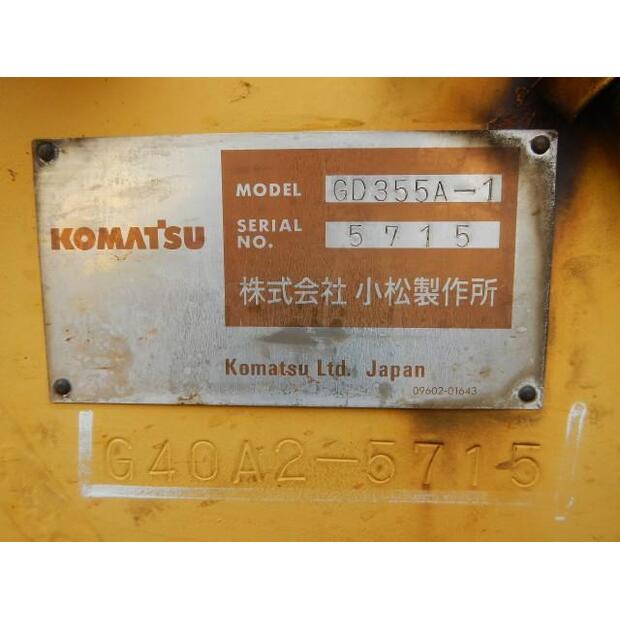 KOMATSU
MODEL GD355A-1
SERIAL NO. 5715
株式会社 小松製作所
Komatsu Ltd. Japan
09602-01643
G40A2-5715